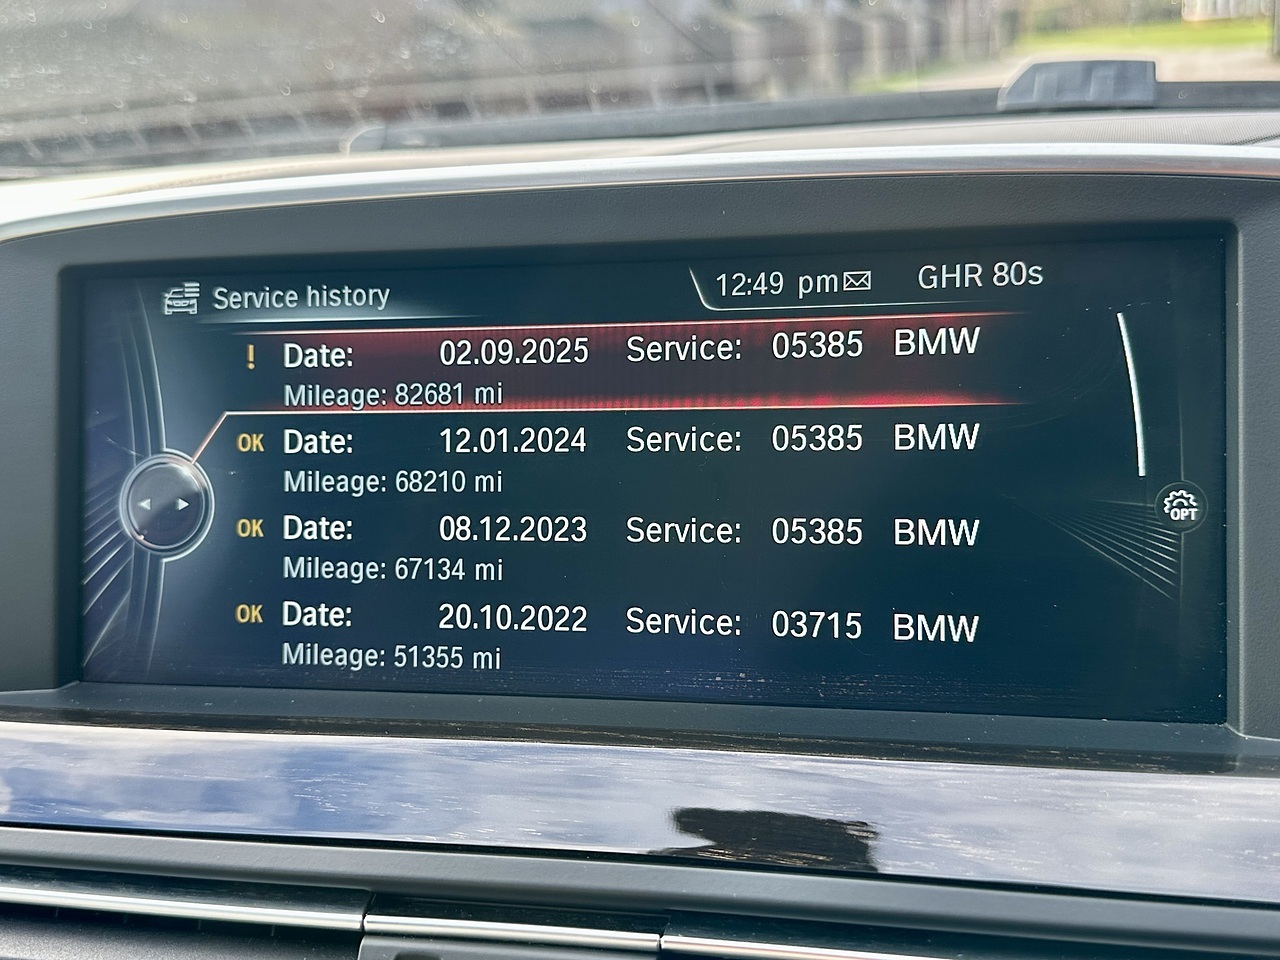 Service history 12:49 pm GHR 80s
! Date: 02.09.2025 Service: 05385 BMW
Mileage: 82681 mi
OK Date: 12.01.2024 Service: 05385 BMW
Mileage: 68210 mi
OK Date: 08.12.2023 Service: 05385 BMW
Mileage: 67134 mi
OK Date: 20.10.2022 Service: 03715 BMW
Mileage: 51355 mi
OPT